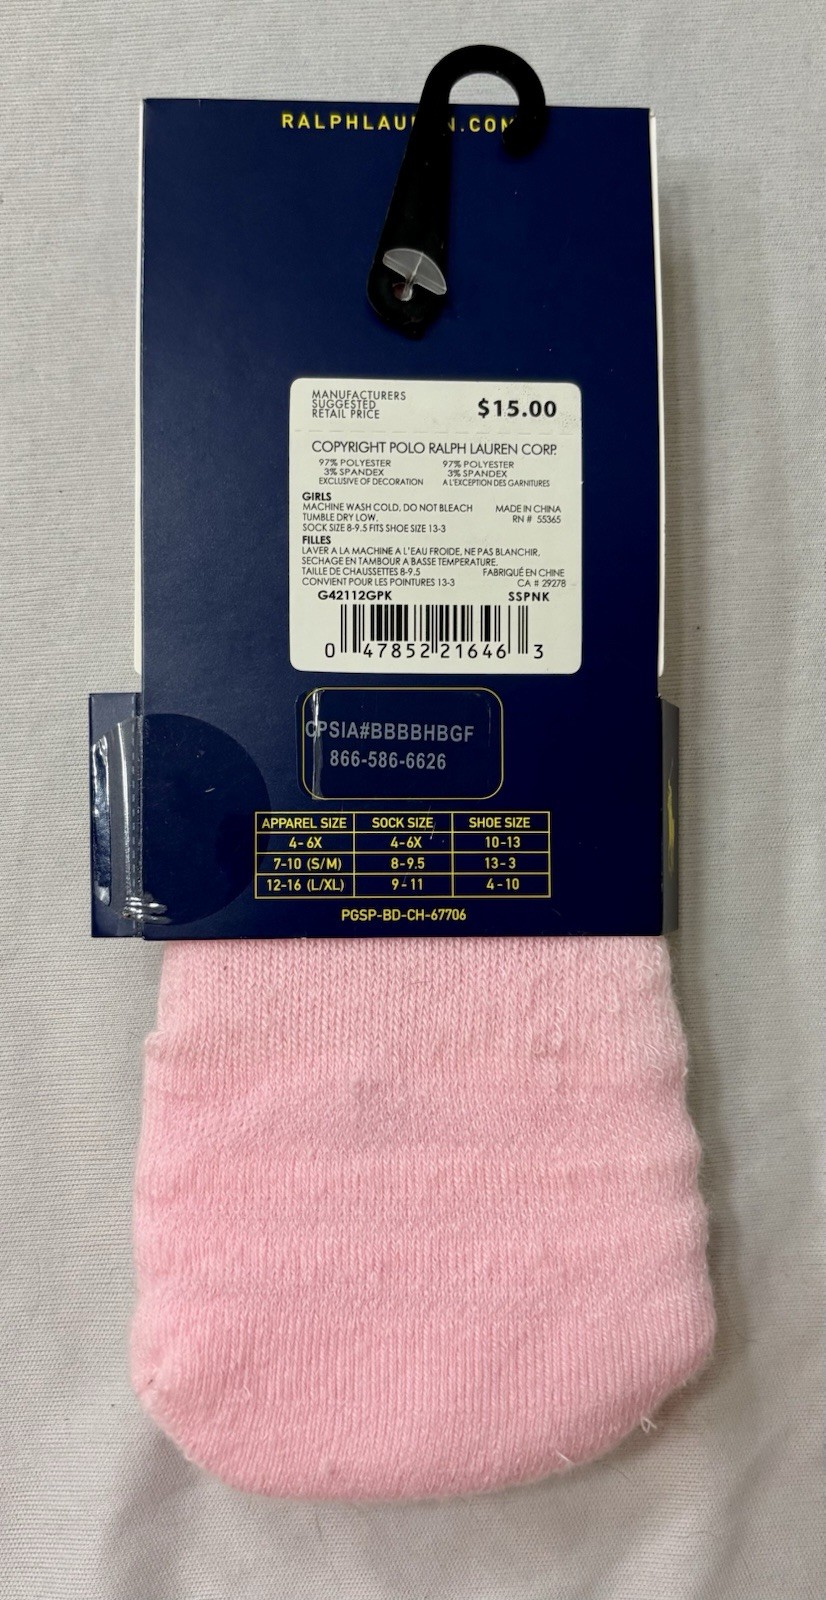 RALPHLAU N.COM
MANUFACTURERS
SUGGESTED
RETAIL PRICE
$15.00
COPYRIGHT POLO RALPH LAUREN CORP.
97% POLYESTER 97% POLYESTER
3% SPANDEX 3% SPANDEX
EXCLUSIVE OF DECORATION A L'EXCEPTION DES GARNITURES
GIRLS
MACHINE WASH COLD, DO NOT BLEACH MADE IN CHINA
TUMBLE DRY LOW, RN # 55365
SOCK SIZE 8-9.5 FITS SHOE SIZE 13-3
FILLES
LAVER A LA MACHINE A L'EAU FROIDE, NE PAS BLANCHIR,
SECHAGE EN TAMBOUR A BASSE TEMPERATURE.
TAILLE DE CHAUSSETTES 8-9.5 FABRIQUÉ EN CHINE
CONVIENT POUR LES POINTURES 13-3 CA # 29278
G42112GPK SSPNK
0 47852 21646 3
CPSIA#BBBBHBGF
866-586-6626
APPAREL SIZE SOCK SIZE SHOE SIZE
4-6X 4-6X 10-13
7-10 (S/M) 8-9.5 13-3
12-16 (L/XL) 9-11 4-10
PGSP-BD-CH-67706